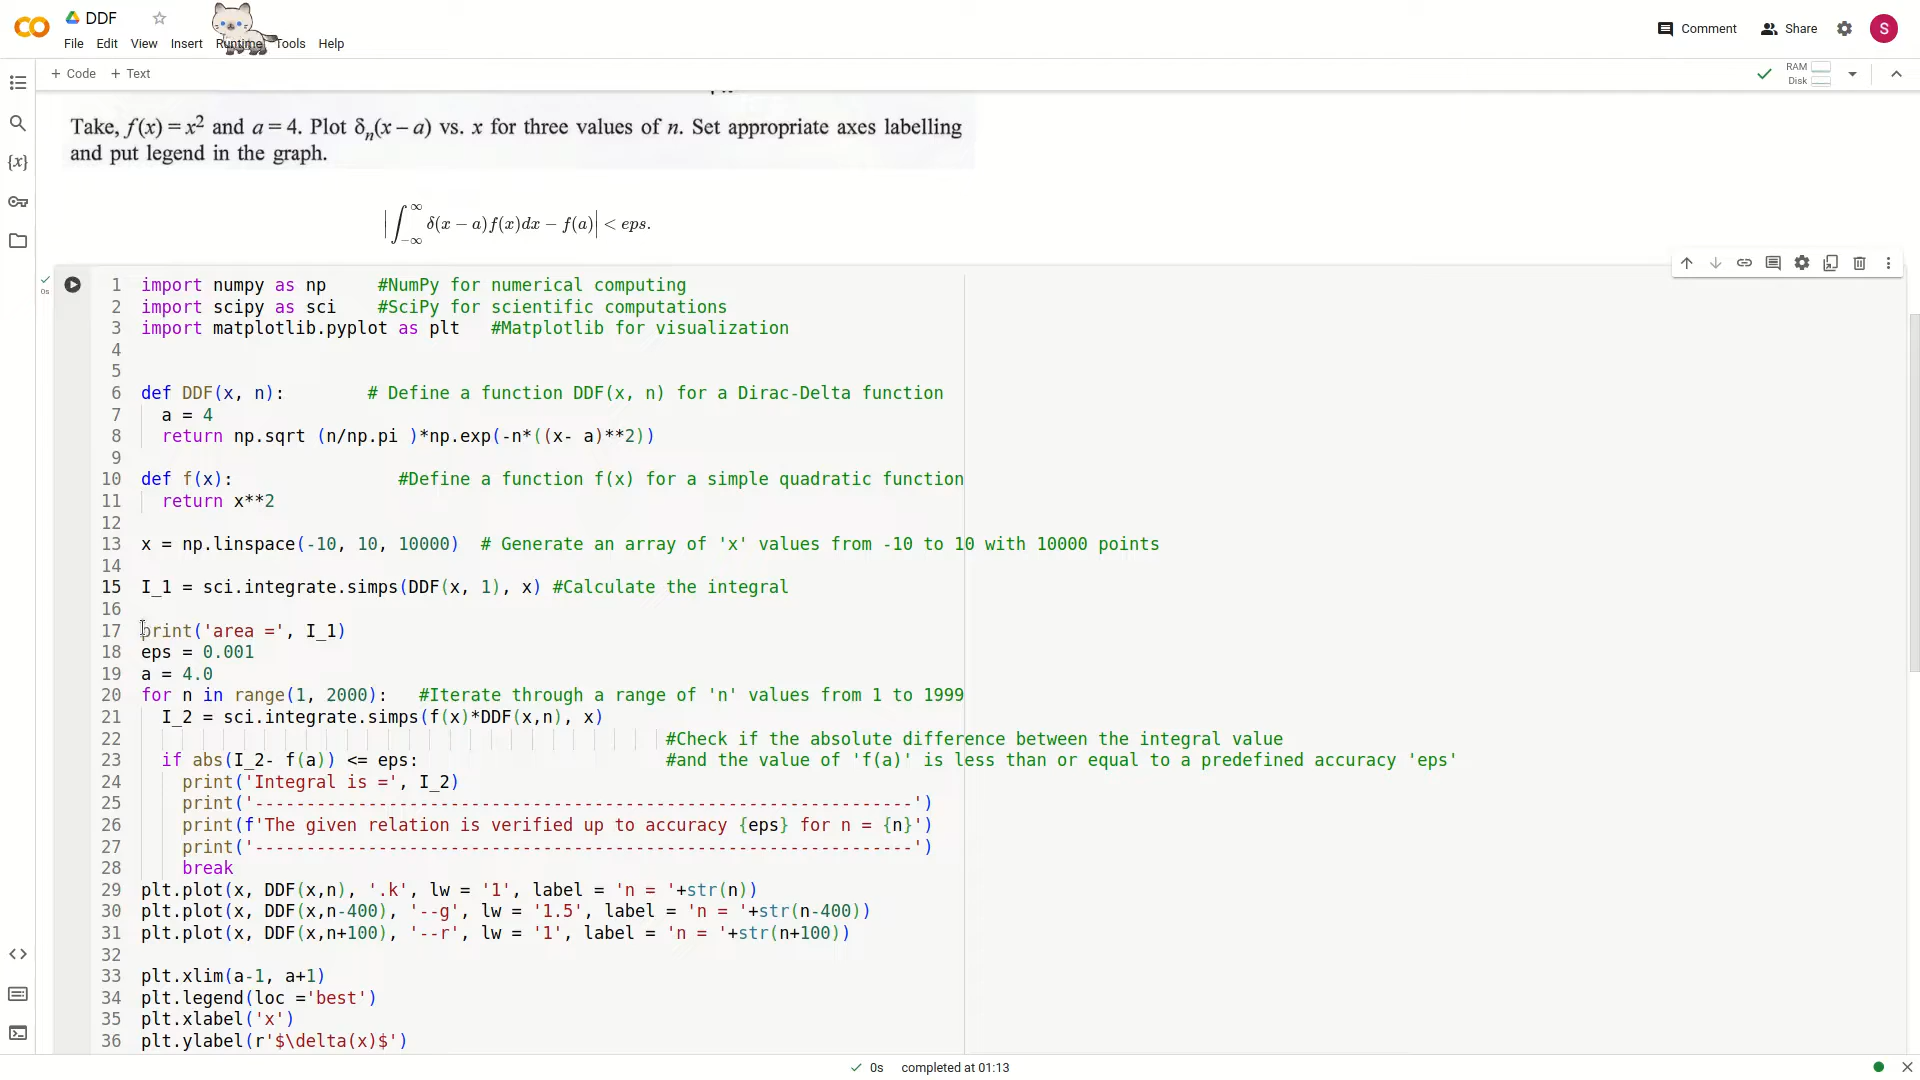 DDF
File Edit View Insert Runtime Tools Help
Comment Share S
+ Code + Text
RAM
Disk
Take, f(x) = x² and a = 4. Plot δₙ(x – a) vs. x for three values of n. Set appropriate axes labelling
and put legend in the graph.
|∫_{-∞}^{∞} δ(x − a)f(x)dx − f(a)| < eps.
0s
1 import numpy as np     #NumPy for numerical computing
2 import scipy as sci    #SciPy for scientific computations
3 import matplotlib.pyplot as plt   #Matplotlib for visualization
4
5
6 def DDF(x, n):        # Define a function DDF(x, n) for a Dirac-Delta function
7   a = 4
8   return np.sqrt (n/np.pi )*np.exp(-n*((x- a)**2))
9
10 def f(x):                #Define a function f(x) for a simple quadratic function
11   return x**2
12
13 x = np.linspace(-10, 10, 10000)  # Generate an array of 'x' values from -10 to 10 with 10000 points
14
15 I_1 = sci.integrate.simps(DDF(x, 1), x) #Calculate the integral
16
17 print('area =', I_1)
18 eps = 0.001
19 a = 4.0
20 for n in range(1, 2000):   #Iterate through a range of 'n' values from 1 to 1999
21   I_2 = sci.integrate.simps(f(x)*DDF(x,n), x)
22                                                   #Check if the absolute difference between the integral value
23   if abs(I_2- f(a)) <= eps:                        #and the value of 'f(a)' is less than or equal to a predefined accuracy 'eps'
24     print('Integral is =', I_2)
25     print('----------------------------------------------------------------')
26     print(f'The given relation is verified up to accuracy {eps} for n = {n}')
27     print('----------------------------------------------------------------')
28     break
29 plt.plot(x, DDF(x,n), '.k', lw = '1', label = 'n = '+str(n))
30 plt.plot(x, DDF(x,n-400), '--g', lw = '1.5', label = 'n = '+str(n-400))
31 plt.plot(x, DDF(x,n+100), '--r', lw = '1', label = 'n = '+str(n+100))
32
33 plt.xlim(a-1, a+1)
34 plt.legend(loc ='best')
35 plt.xlabel('x')
36 plt.ylabel(r'$\delta(x)$')
0s completed at 01:13